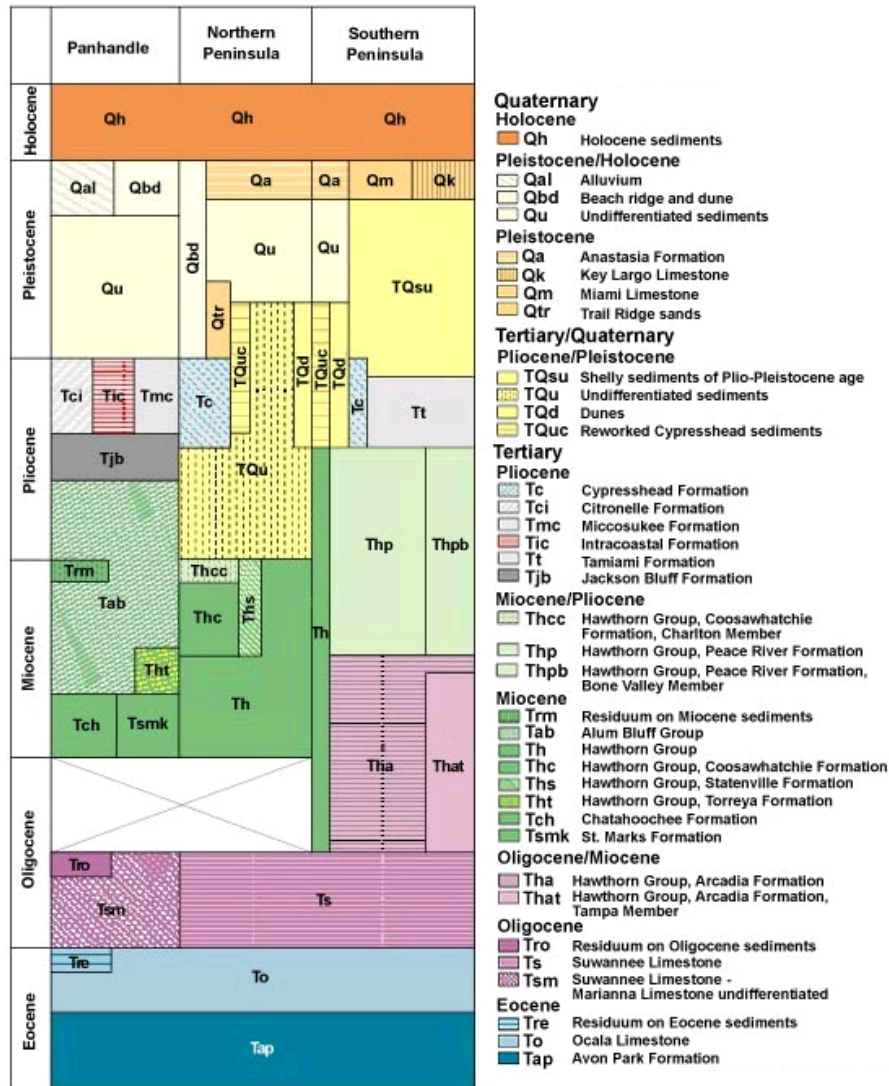 Panhandle
Northern
Peninsula
Southern
Peninsula
Holocene
Qh
Qh
Qh
Pleistocene
Qal
Qbd
Qbd
Qa
Qa
Qm
Qk
Qu
Qu
Qu
TQsu
Qtr
TQuc
TQd
TQuc
TQd
Pliocene
Tci
Tic
Tmc
Tc
Tc
Tt
Tjb
TQu
Thp
Thpb
Miocene
Trm
Tab
Thcc
Thc
Ths
Th
Tht
Th
Tch
Tsmk
Tha
That
Oligocene
Tro
Tsm
Ts
Eocene
Tre
To
Tap
Quaternary
Holocene
Qh Holocene sediments
Pleistocene/Holocene
Qal Alluvium
Qbd Beach ridge and dune
Qu Undifferentiated sediments
Pleistocene
Qa Anastasia Formation
Qk Key Largo Limestone
Qm Miami Limestone
Qtr Trail Ridge sands
Tertiary/Quaternary
Pliocene/Pleistocene
TQsu Shelly sediments of Plio-Pleistocene age
TQu Undifferentiated sediments
TQd Dunes
TQuc Reworked Cypresshead sediments
Tertiary
Pliocene
Tc Cypresshead Formation
Tci Citronelle Formation
Tmc Miccosukee Formation
Tic Intracoastal Formation
Tt Tamiami Formation
Tjb Jackson Bluff Formation
Miocene/Pliocene
Thcc Hawthorn Group, Coosawhatchie
Formation, Charlton Member
Thp Hawthorn Group, Peace River Formation
Thpb Hawthorn Group, Peace River Formation,
Bone Valley Member
Miocene
Trm Residuum on Miocene sediments
Tab Alum Bluff Group
Th Hawthorn Group
Thc Hawthorn Group, Coosawhatchie Formation
Ths Hawthorn Group, Statenville Formation
Tht Hawthorn Group, Torreya Formation
Tch Chatahoochee Formation
Tsmk St. Marks Formation
Oligocene/Miocene
Tha Hawthorn Group, Arcadia Formation
That Hawthorn Group, Arcadia Formation,
Tampa Member
Oligocene
Tro Residuum on Oligocene sediments
Ts Suwannee Limestone
Tsm Suwannee Limestone -
Marianna Limestone undifferentiated
Eocene
Tre Residuum on Eocene sediments
To Ocala Limestone
Tap Avon Park Formation